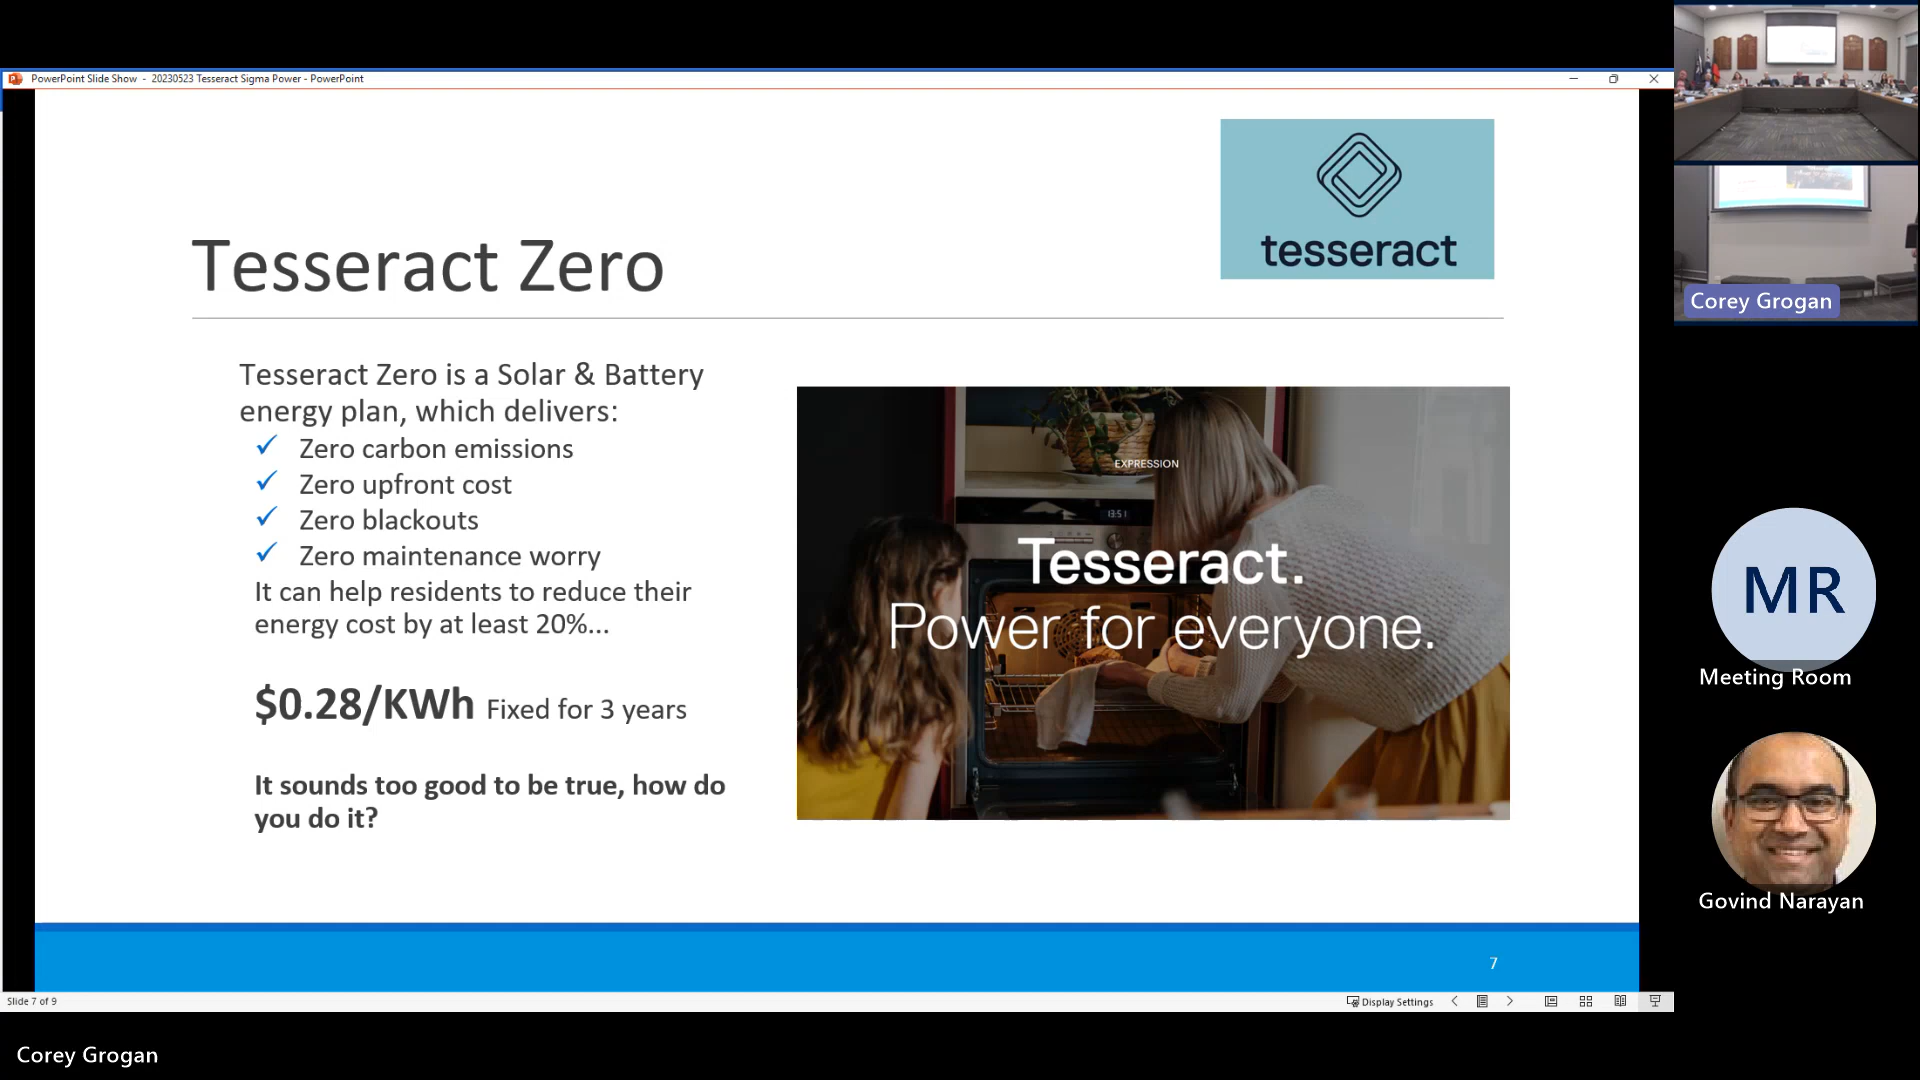 PowerPoint Slide Show - 20230523 Tesseract Sigma Power - PowerPoint
tesseract
Tesseract Zero
Tesseract Zero is a Solar & Battery
energy plan, which delivers:
✓ Zero carbon emissions
✓ Zero upfront cost
✓ Zero blackouts
✓ Zero maintenance worry
It can help residents to reduce their
energy cost by at least 20%...
$0.28/KWh Fixed for 3 years
It sounds too good to be true, how do
you do it?
EXPRESSION
13:51
Tesseract.
Power for everyone.
7
Slide 7 of 9
Display Settings
Corey Grogan
MR
Meeting Room
Govind Narayan
Corey Grogan